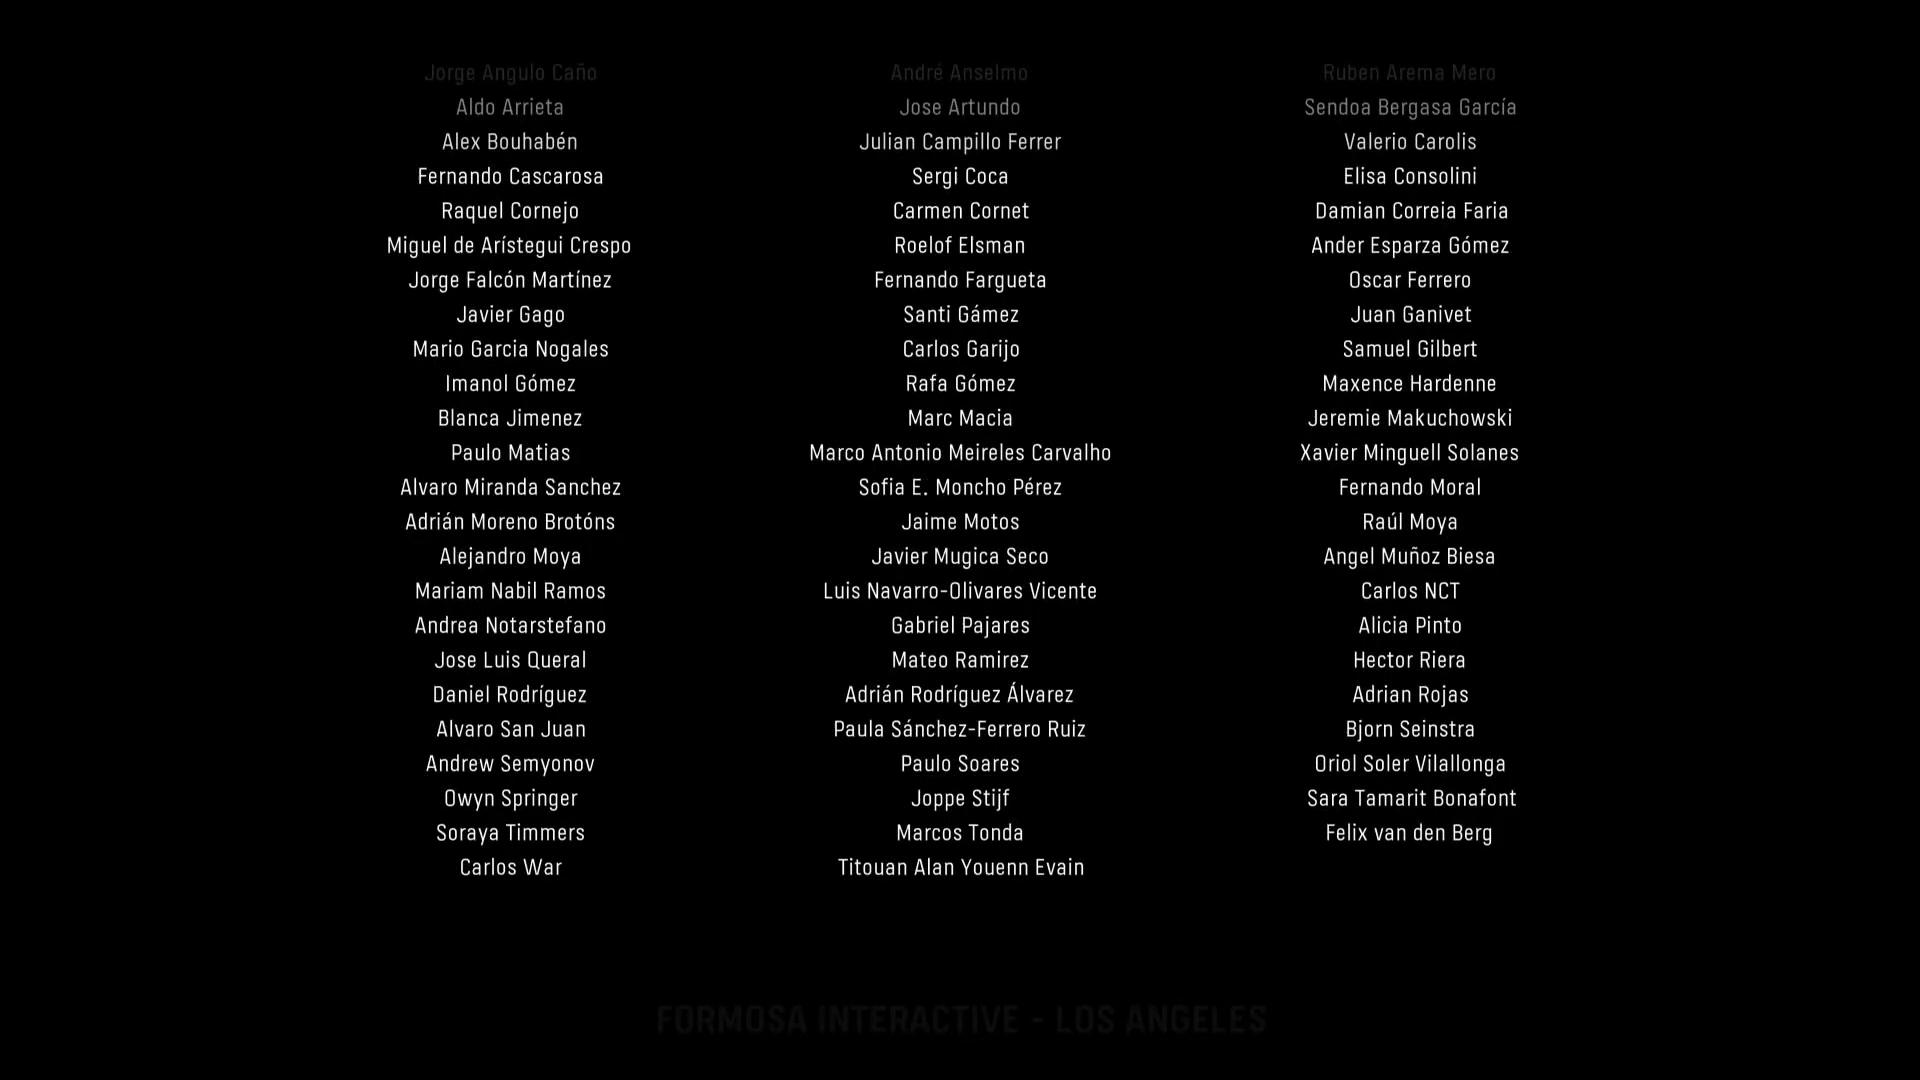 Jorge Angulo Caño André Anselmo Ruben Arema Mero
Aldo Arrieta Jose Artundo Sendoa Bergasa García
Alex Bouhabén Julian Campillo Ferrer Valerio Carolis
Fernando Cascarosa Sergi Coca Elisa Consolini
Raquel Cornejo Carmen Cornet Damian Correia Faria
Miguel de Arístegui Crespo Roelof Elsman Ander Esparza Gómez
Jorge Falcón Martínez Fernando Fargueta Oscar Ferrero
Javier Gago Santi Gámez Juan Ganivet
Mario Garcia Nogales Carlos Garijo Samuel Gilbert
Imanol Gómez Rafa Gómez Maxence Hardenne
Blanca Jimenez Marc Macia Jeremie Makuchowski
Paulo Matias Marco Antonio Meireles Carvalho Xavier Minguell Solanes
Alvaro Miranda Sanchez Sofia E. Moncho Pérez Fernando Moral
Adrián Moreno Brotóns Jaime Motos Raúl Moya
Alejandro Moya Javier Mugica Seco Angel Muñoz Biesa
Mariam Nabil Ramos Luis Navarro-Olivares Vicente Carlos NCT
Andrea Notarstefano Gabriel Pajares Alicia Pinto
Jose Luis Queral Mateo Ramirez Hector Riera
Daniel Rodríguez Adrián Rodríguez Álvarez Adrian Rojas
Alvaro San Juan Paula Sánchez-Ferrero Ruiz Bjorn Seinstra
Andrew Semyonov Paulo Soares Oriol Soler Vilallonga
Owyn Springer Joppe Stijf Sara Tamarit Bonafont
Soraya Timmers Marcos Tonda Felix van den Berg
Carlos War Titouan Alan Youenn Evain
FORMOSA INTERACTIVE - LOS ANGELES